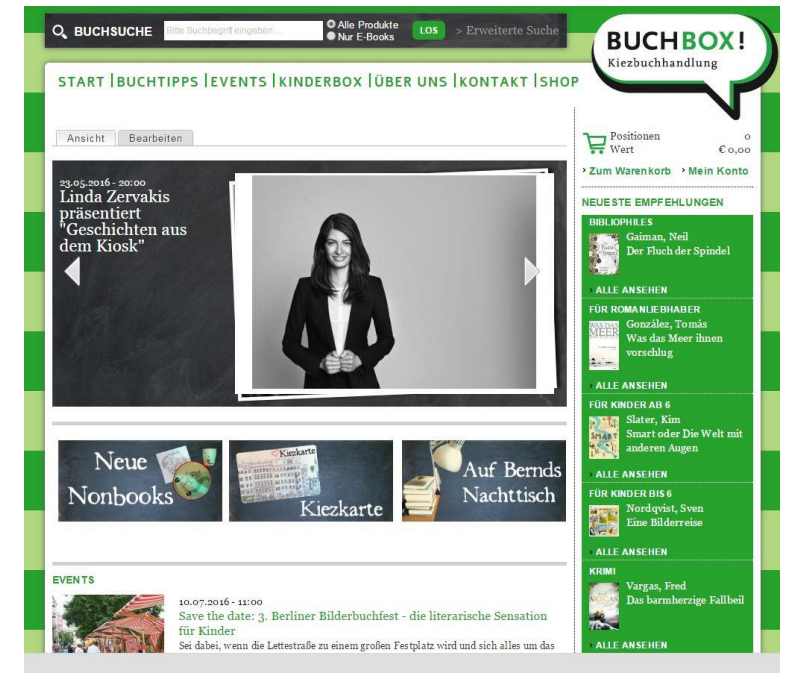 BUCHSUCHE
Bitte Suchbegriff eingeben ...
Alle Produkte
Nur E-Books
LOS
> Erweiterte Suche
BUCHBOX!
Kiezbuchhandlung
START | BUCHTIPPS | EVENTS | KINDERBOX | ÜBER UNS | KONTAKT | SHOP
Ansicht
Bearbeiten
23.05.2016 - 20:00
Linda Zervakis
präsentiert
"Geschichten aus
dem Kiosk"
Neue
Nonbooks
Kiezkarte
Kiezkarte
Auf Bernds
Nachttisch
EVENTS
10.07.2016 - 11:00
Save the date: 3. Berliner Bilderbuchfest - die literarische Sensation
für Kinder
Sei dabei, wenn die Lettestraße zu einem großen Festplatz wird und sich alles um das
Positionen 0
Wert € 0,00
› Zum Warenkorb › Mein Konto
NEUESTE EMPFEHLUNGEN
BIBLIOPHILES
Gaiman, Neil
Der Fluch der Spindel
› ALLE ANSEHEN
FÜR ROMANLIEBHABER
WAS DAS
MEER
González, Tomás
Was das Meer ihnen
vorschlug
› ALLE ANSEHEN
FÜR KINDER AB 6
SMART
Slater, Kim
Smart oder Die Welt mit
anderen Augen
› ALLE ANSEHEN
FÜR KINDER BIS 6
Nordqvist, Sven
Eine Bilderreise
› ALLE ANSEHEN
KRIMI
Vargas, Fred
Das barmherzige Fallbeil
› ALLE ANSEHEN